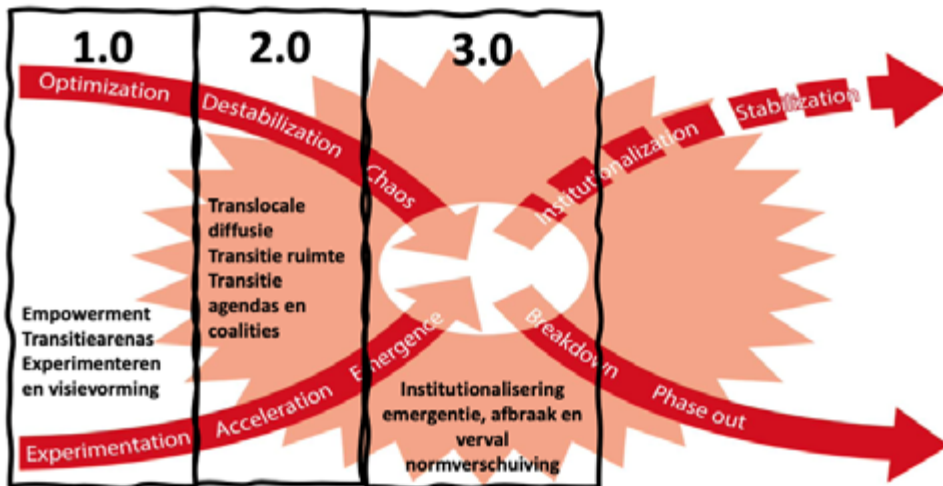 1.0
2.0
3.0
Optimization
Destabilization
Chaos
Institutionalization
Stabilization
Translocale
diffusie
Transitie ruimte
Transitie
agendas en
coalities
Empowerment
Transitiearenas
Experimenteren
en visievorming
Experimentation
Acceleration
Emergence
Breakdown
Phase out
Institutionalisering
emergentie, afbraak en
verval
normverschuiving